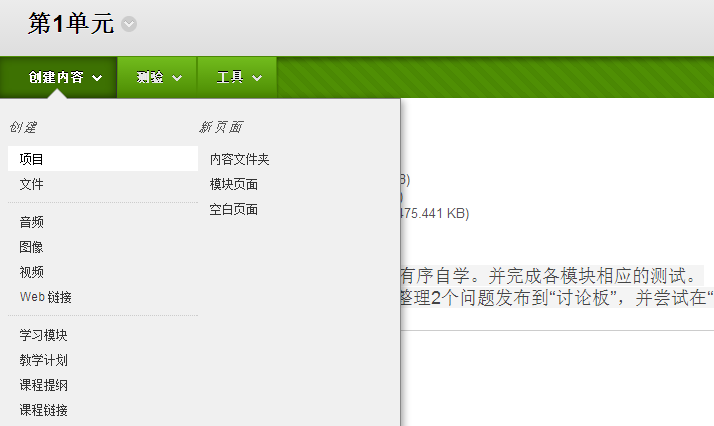 第1单元
创建内容 测验 工具
创建 新页面
项目 内容文件夹
文件 模块页面
空白页面
音频
图像
视频
Web 链接
学习模块
教学计划
课程提纲
课程链接
B)
)
475.441 KB)
有序自学。并完成各模块相应的测试。
整理2个问题发布到“讨论板”，并尝试在“